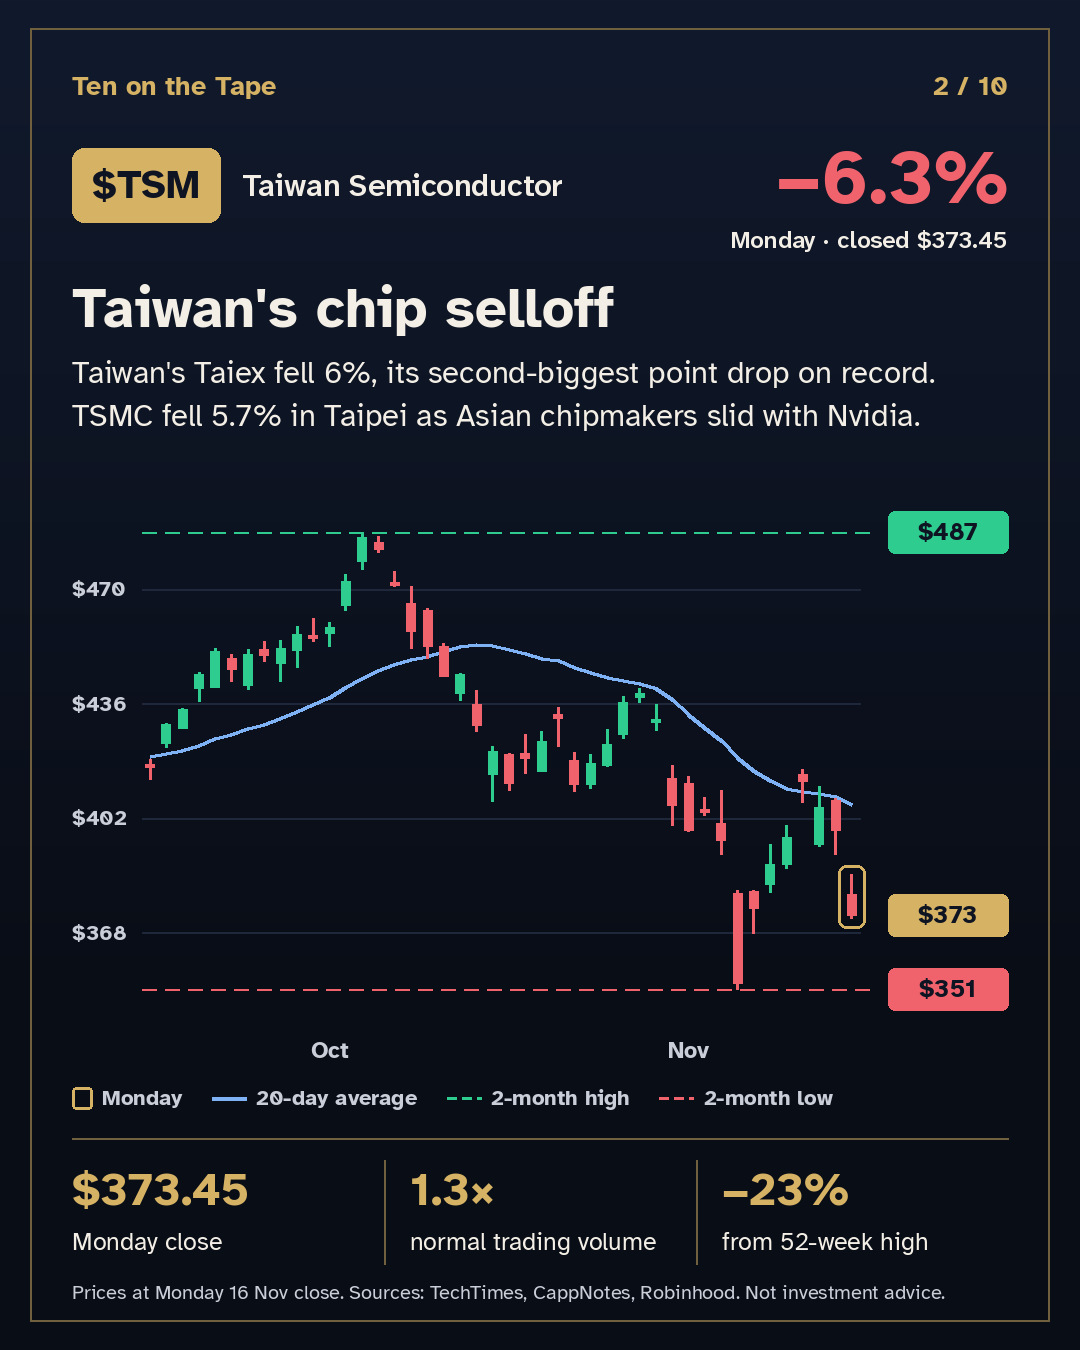 Ten on the Tape
2 / 10
$TSM
Taiwan Semiconductor
–6.3%
Monday · closed $373.45
Taiwan's chip selloff
Taiwan's Taiex fell 6%, its second-biggest point drop on record.
TSMC fell 5.7% in Taipei as Asian chipmakers slid with Nvidia.
$487
$470
$436
$402
$373
$368
$351
Oct
Nov
Monday
20-day average
2-month high
2-month low
$373.45
Monday close
1.3×
normal trading volume
–23%
from 52-week high
Prices at Monday 16 Nov close. Sources: TechTimes, CappNotes, Robinhood. Not investment advice.